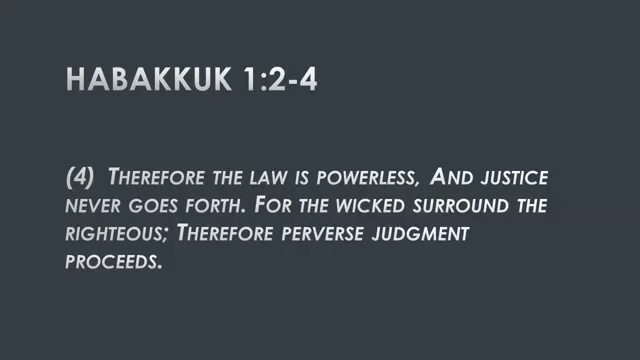 HABAKKUK 1:2-4
(4) THEREFORE THE LAW IS POWERLESS, AND JUSTICE
NEVER GOES FORTH. FOR THE WICKED SURROUND THE
RIGHTEOUS; THEREFORE PERVERSE JUDGMENT
PROCEEDS.